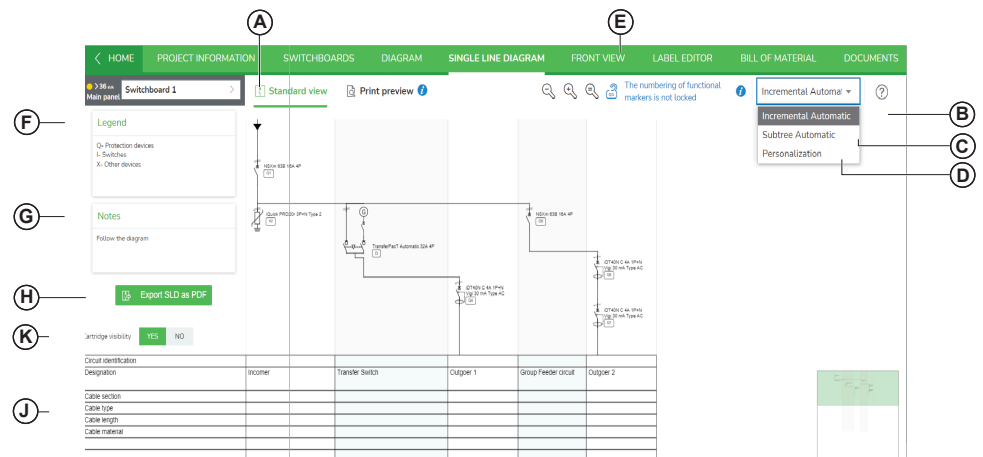 A
E
HOME PROJECT INFORMATION SWITCHBOARDS DIAGRAM SINGLE LINE DIAGRAM FRONT VIEW LABEL EDITOR BILL OF MATERIAL DOCUMENTS
Main panel
Switchboard 1
Standard view
Print preview
The numbering of functional
markers is not locked
Incremental Automa
Incremental Automatic
Subtree Automatic
Personalization
B
C
D
F
Legend
Q- Protection devices
I- Switches
X- Other devices
G
Notes
Follow the diagram
H
Export SLD as PDF
K
Cartridge visibility YES NO
J
NSXm 63B 16A 4P
Q1
iQuick PRD20r 3P+N Type 2
G
TransferPacT Automatic 32A 4P
iDT40N C 4A 1P+N
Vigi 30 mA Type AC
NSXm 63B 16A 4P
iDT40N C 4A 1P+N
Vigi 30 mA Type AC
iDT40N C 4A 1P+N
Vigi 30 mA Type AC
Circuit identification
Designation Incomer Transfer Switch Outgoer 1 Group Feeder circuit Outgoer 2
Cable section
Cable type
Cable length
Cable material